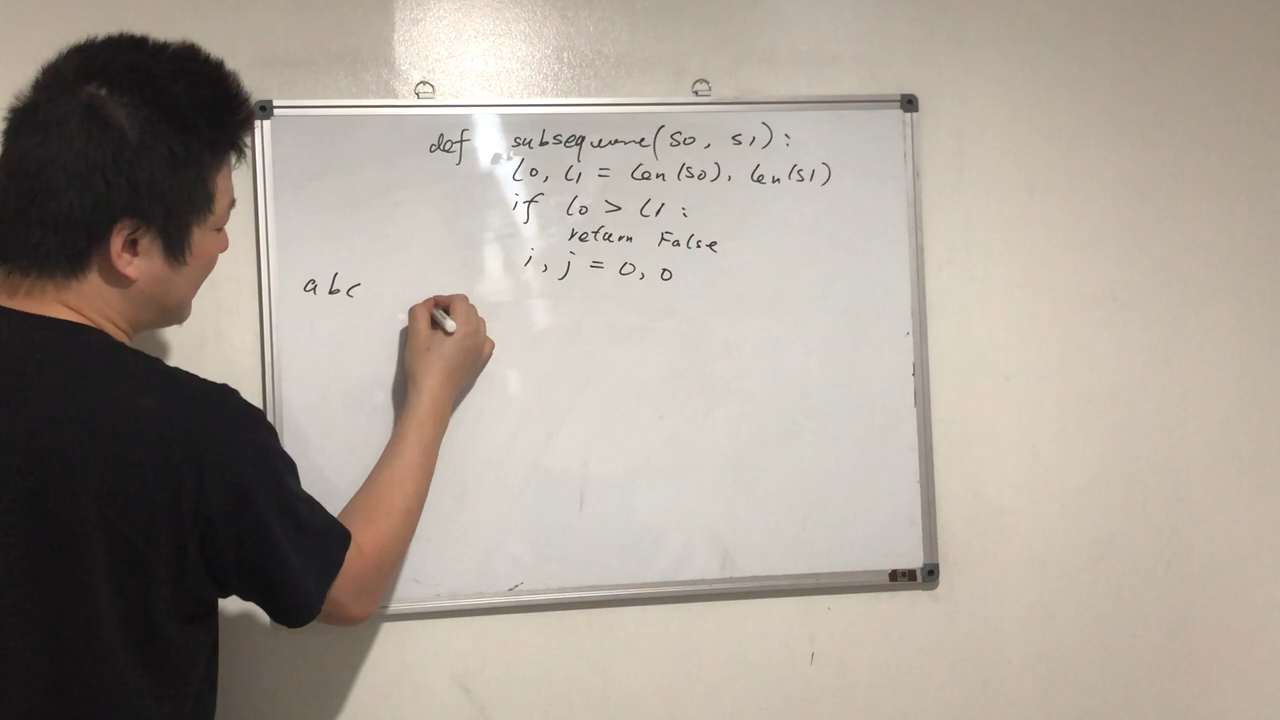 def subsequence(s0, s1):
l0, l1 = len(s0), len(s1)
if l0 > l1:
return False
i, j = 0, 0
abc